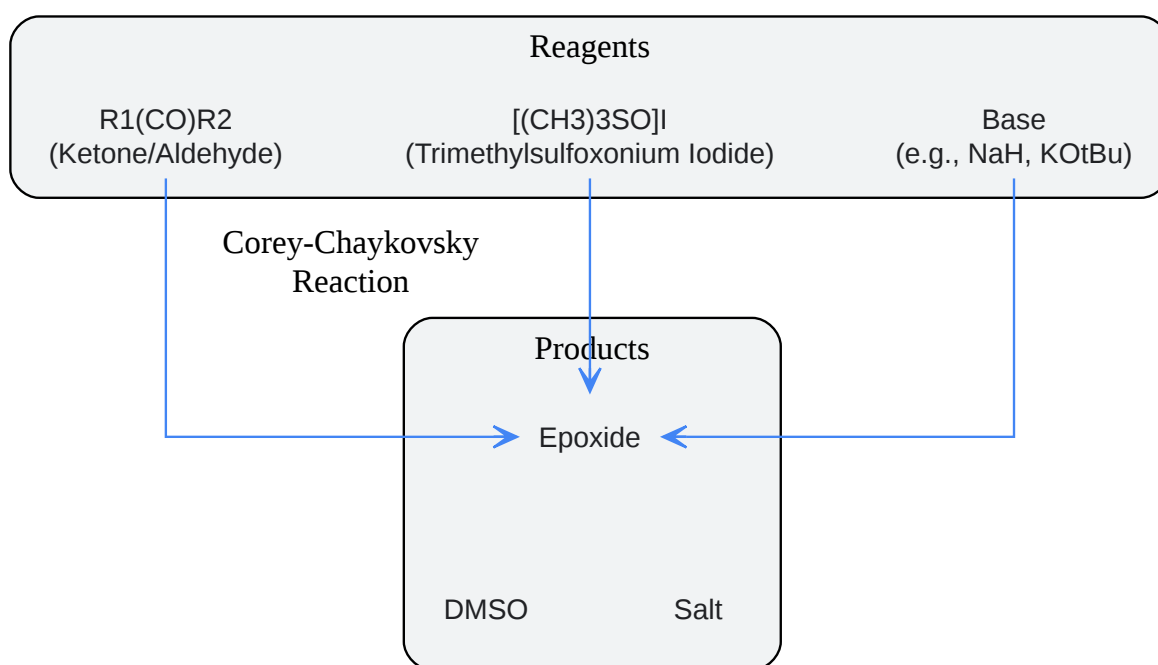 Reagents
R1(CO)R2
(Ketone/Aldehyde)
[(CH3)3SO]I
(Trimethylsulfoxonium Iodide)
Base
(e.g., NaH, KOtBu)
Corey-Chaykovsky
Reaction
Products
Epoxide
DMSO
Salt